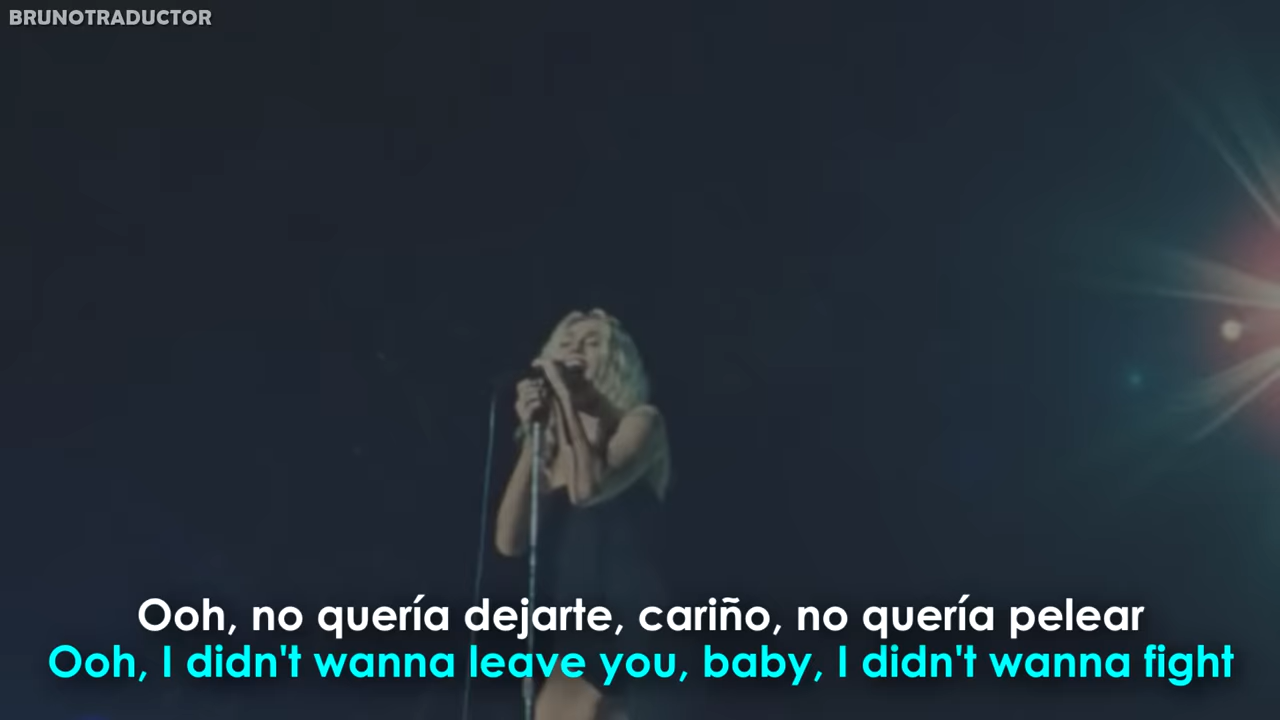 BRUNOTRADUCTOR
Ooh, no quería dejarte, cariño, no quería pelear
Ooh, I didn't wanna leave you, baby, I didn't wanna fight